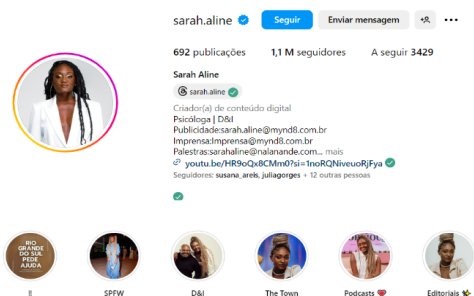 sarah.aline
Seguir
Enviar mensagem
692 publicações
1,1 M seguidores
A seguir 3429
Sarah Aline
sarah.aline
Criador(a) de conteúdo digital
Psicóloga | D&I
Publicidade:sarah.aline@mynd8.com.br
Imprensa:Imprensa@mynd8.com.br
Palestras:sarahaline@nalanande.com... mais
youtu.be/HR9oQx8CMm0?si=1noRQNiveuoRjFya
Seguidores: susana_areis, juliagorges + 12 outras pessoas
RIO
GRANDE
DO SUL
PEDE
AJUDA
!!
SPFW
D&I
The Town
Podcasts
Editoriais